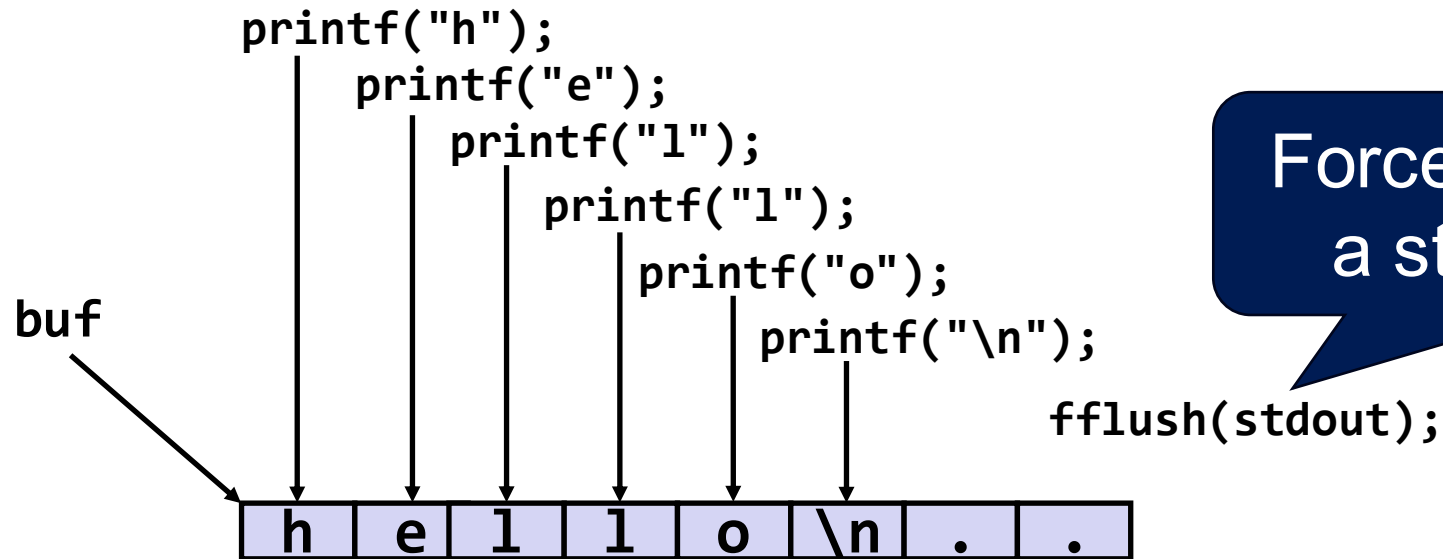 printf("h");
printf("e");
printf("l");
printf("l");
printf("o");
printf("\n");
buf
a
fflush(stdout);
h e l l o \n . .